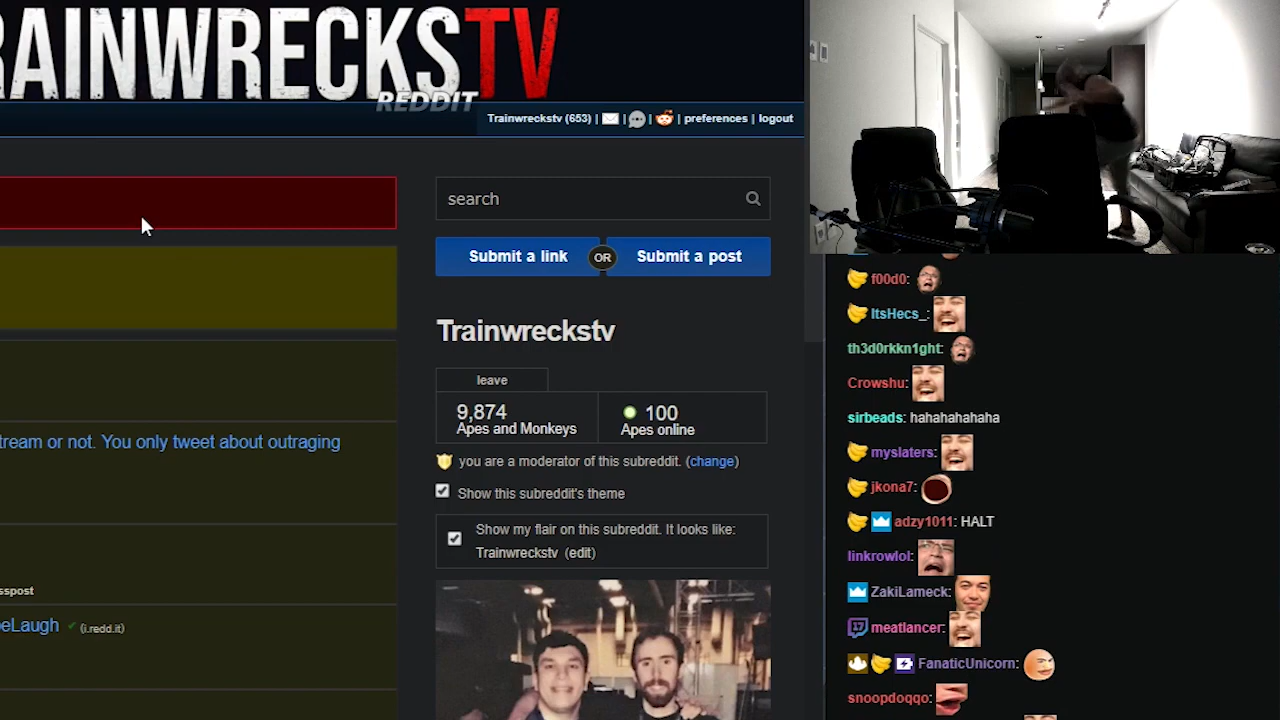 RAINWRECKSTV
REDDIT
Trainwreckstv (653) | | | | preferences | logout
search
Submit a link OR Submit a post
Trainwreckstv
leave
9,874
Apes and Monkeys
100
Apes online
you are a moderator of this subreddit. (change)
Show this subreddit's theme
Show my flair on this subreddit. It looks like:
Trainwreckstv (edit)
tream or not. You only tweet about outraging
sspost
eLaugh (i.redd.it)
f00d0:
ItsHecs_:
th3d0rkkn1ght:
Crowshu:
sirbeads: hahahahahaha
myslaters:
jkona7:
adzy1011: HALT
linkrowlol:
ZakiLameck:
17 meatlancer:
FanaticUnicorn:
snoopdoqqo: